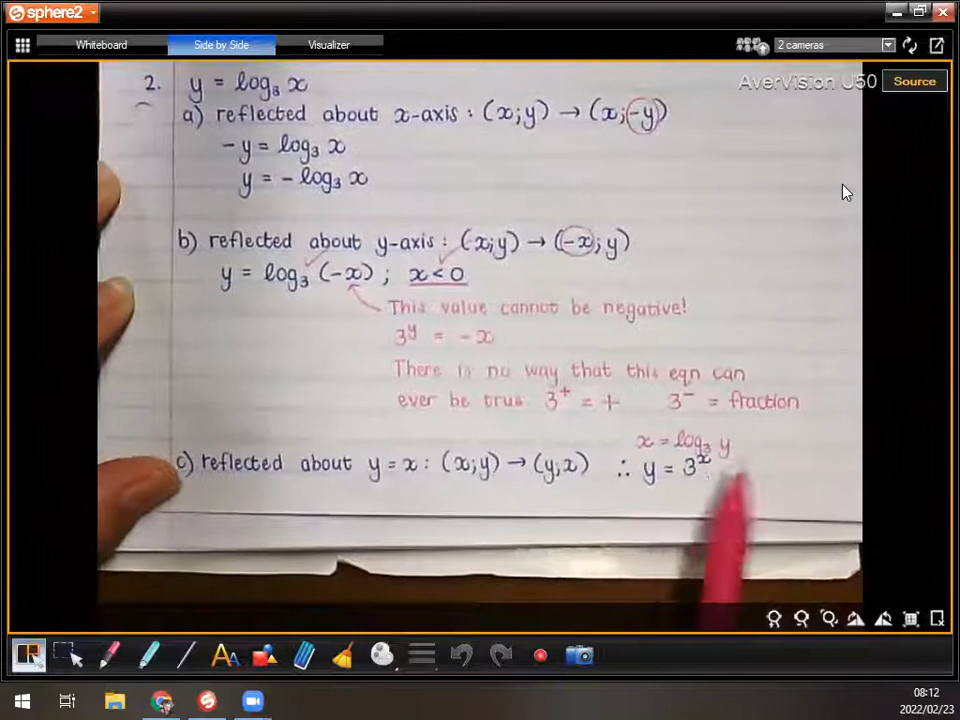 sphere2
Whiteboard
Side by Side
Visualizer
2 cameras
AverVision U50
Source
2. y = log₃ x
a) reflected about x-axis : (x;y) → (x;-y)
-y = log₃ x
y = - log₃ x
b) reflected about y-axis : (x;y) → (-x;y)
y = log₃ (-x) ; x < 0
This value cannot be negative!
3ʸ = -x
There is no way that this eqn can
ever be true 3⁺ = + 3⁻ = fraction
x = log₃ y
c) reflected about y = x : (x;y) → (y;x) ∴ y = 3ˣ
08:12
2022/02/23